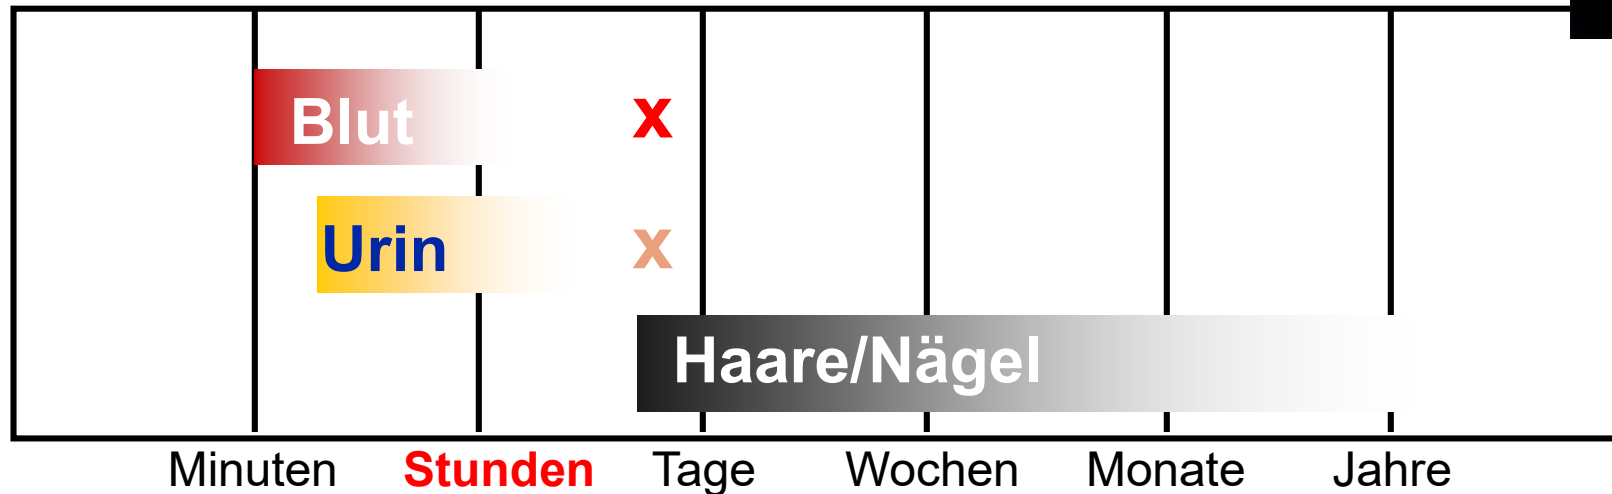 Blut x
Urin x
Haare/Nägel
Minuten Stunden Tage Wochen Monate Jahre